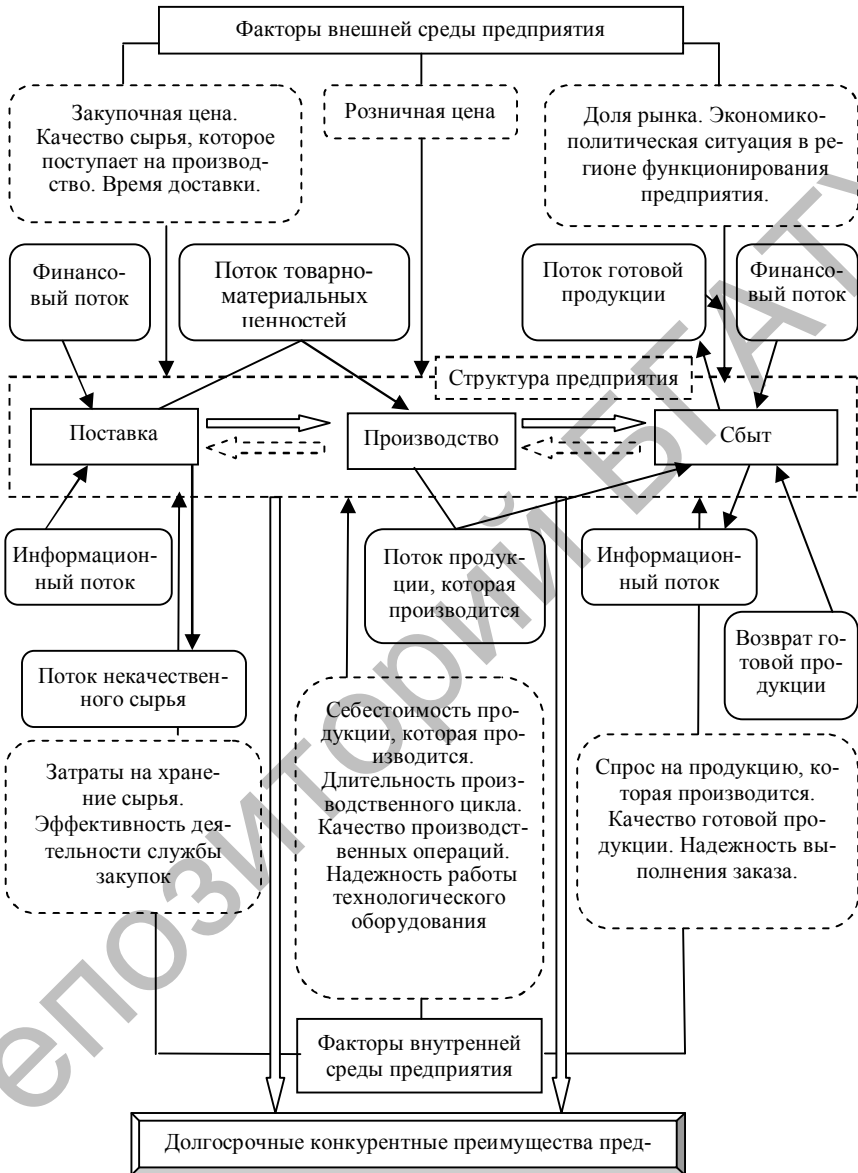 Факторы внешней среды предприятия
Закупочная цена.
Качество сырья, которое
поступает на производ-
ство. Время доставки.
Розничная цена
Доля рынка. Экономико-
политическая ситуация в ре-
гионе функционирования
предприятия.
Финансо-
вый поток
Поток товарно-
материальных
ценностей
Поток готовой
продукции
Финансо-
вый поток
Структура предприятия
Поставка
Производство
Сбыт
Информацион-
ный поток
Поток продук-
ции, которая
производится
Информацион-
ный поток
Возврат го-
товой про-
дукции
Поток некачествен-
ного сырья
Затраты на хране-
ние сырья.
Эффективность дея-
тельности службы
закупок
Себестоимость про-
дукции, которая про-
изводится.
Длительность произ-
водственного цикла.
Качество производст-
венных операций.
Надежность работы
технологического
оборудования
Спрос на продукцию, ко-
торая производится.
Качество готовой про-
дукции. Надежность вы-
полнения заказа.
Факторы внутренней
среды предприятия
Долгосрочные конкурентные преимущества пред-
епозиторий БГАТУ